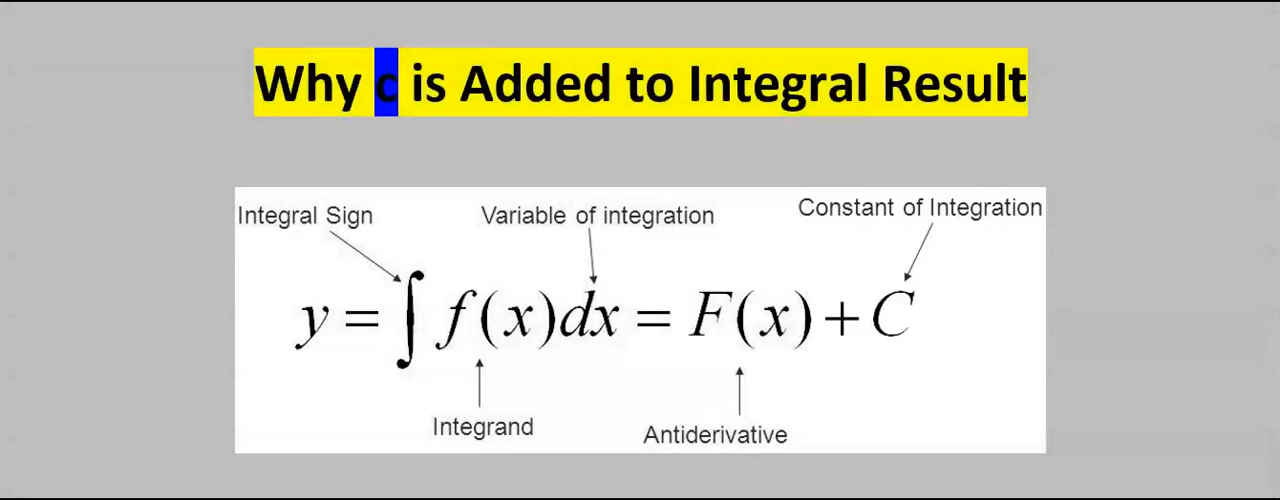 Why c is Added to Integral Result
Integral Sign
Variable of integration
Constant of Integration
y = ∫ f(x)dx = F(x) + C
Integrand
Antiderivative